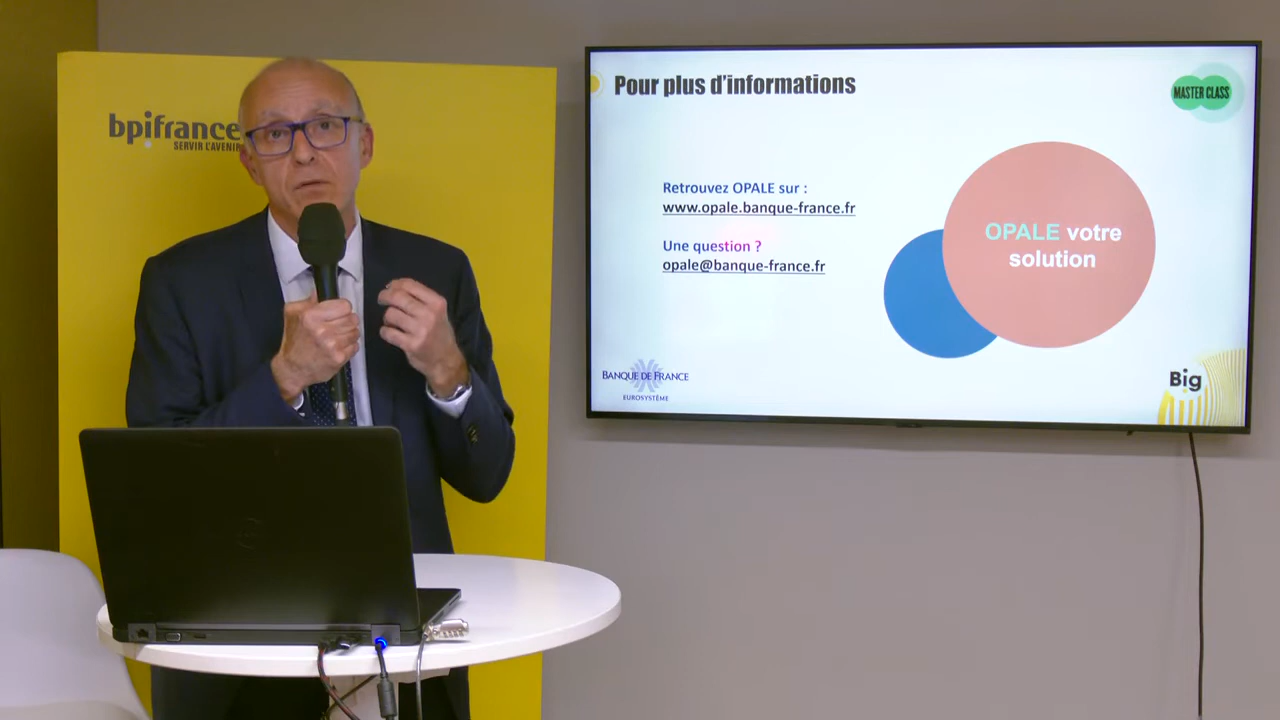 bpifrance
SERVIR L'AVENIR
Pour plus d'informations
MASTER CLASS
Retrouvez OPALE sur :
www.opale.banque-france.fr
Une question ?
opale@banque-france.fr
OPALE votre
solution
BANQUE DE FRANCE
EUROSYSTÈME
Big